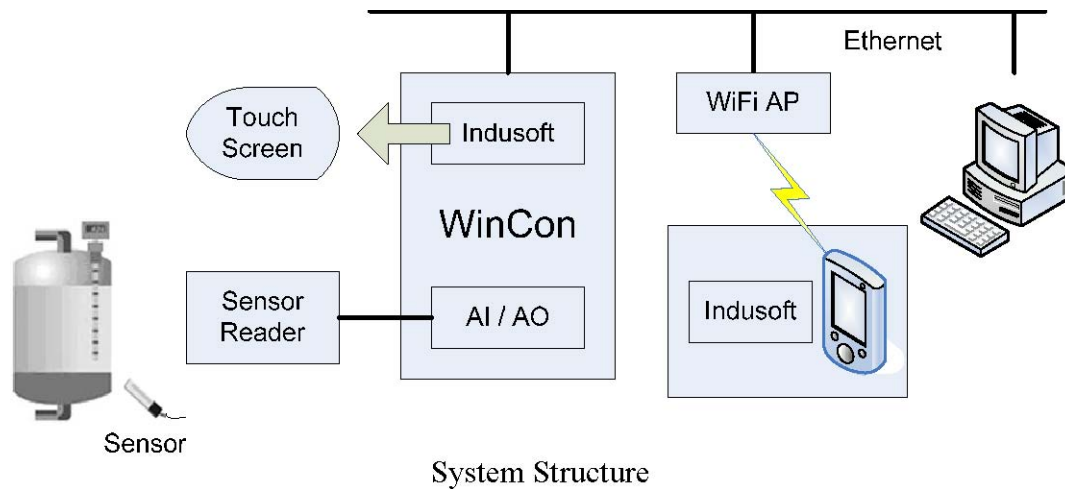 Ethernet
Touch
Screen
Indusoft
WiFi AP
WinCon
Sensor
Reader
AI / AO
Indusoft
Sensor
System Structure